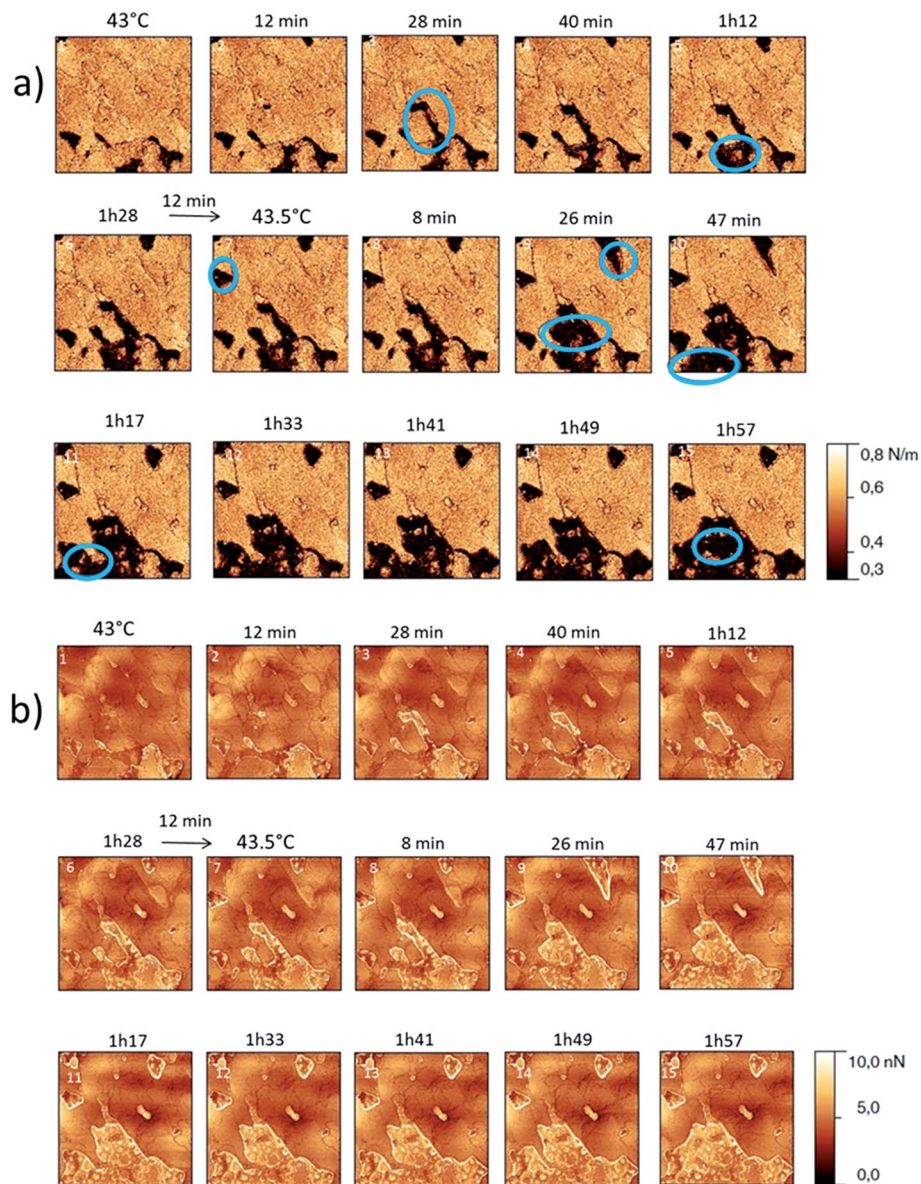 43°C 12 min 28 min 40 min 1h12
a)
1 2 3 4 5
12 min
1h28 43.5°C 8 min 26 min 47 min
6 7 8 9 10
1h17 1h33 1h41 1h49 1h57
11 12 13 14 15
0,8 N/m
0,6
0,4
0,3
43°C 12 min 28 min 40 min 1h12
b)
1 2 3 4 5
12 min
1h28 43.5°C 8 min 26 min 47 min
6 7 8 9 10
1h17 1h33 1h41 1h49 1h57
11 12 13 14 15
10,0 nN
5,0
0,0